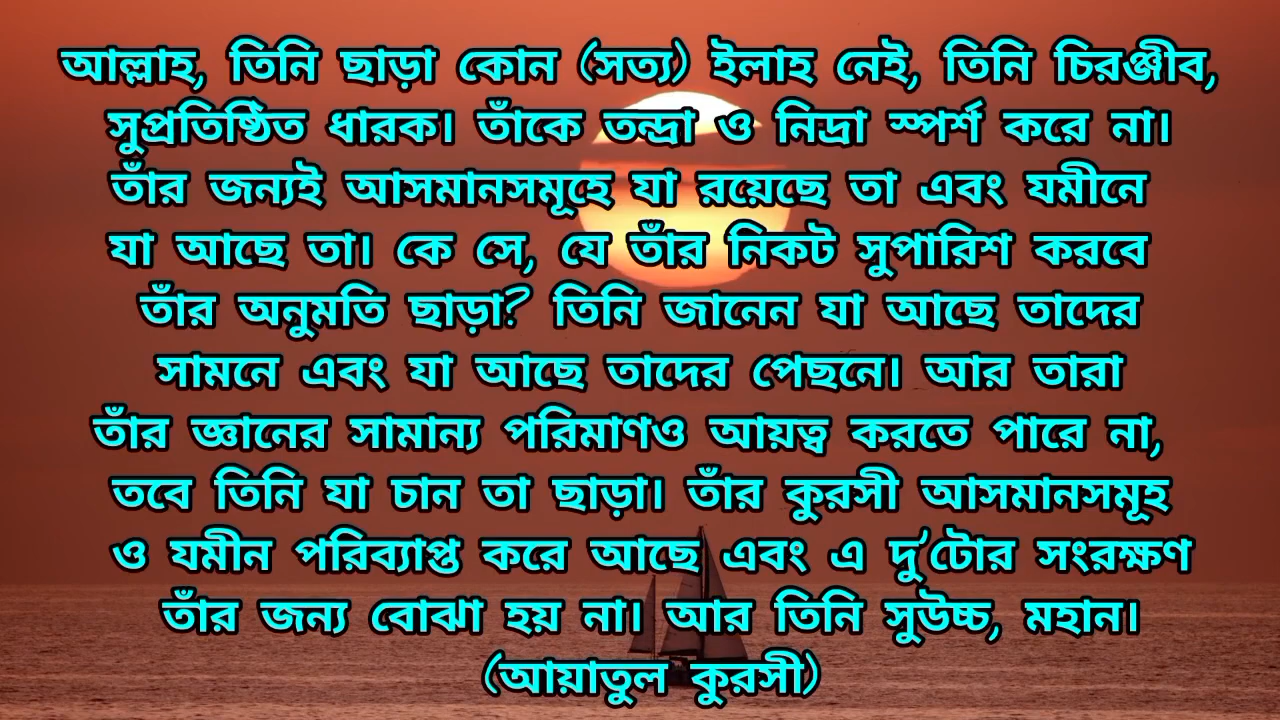 আল্লাহ, তিনি ছাড়া কোন (সত্য) ইলাহ নেই, তিনি চিরঞ্জীব,
সুপ্রতিষ্ঠিত ধারক। তাঁকে তন্দ্রা ও নিদ্রা স্পর্শ করে না।
তাঁর জন্যই আসমানসমূহে যা রয়েছে তা এবং যমীনে
যা আছে তা। কে সে, যে তাঁর নিকট সুপারিশ করবে
তাঁর অনুমতি ছাড়া? তিনি জানেন যা আছে তাদের
সামনে এবং যা আছে তাদের পেছনে। আর তারা
তাঁর জ্ঞানের সামান্য পরিমাণও আয়ত্ব করতে পারে না,
তবে তিনি যা চান তা ছাড়া। তাঁর কুরসী আসমানসমূহ
ও যমীন পরিব্যাপ্ত করে আছে এবং এ দু’টোর সংরক্ষণ
তাঁর জন্য বোঝা হয় না। আর তিনি সুউচ্চ, মহান।
(আয়াতুল কুরসী)